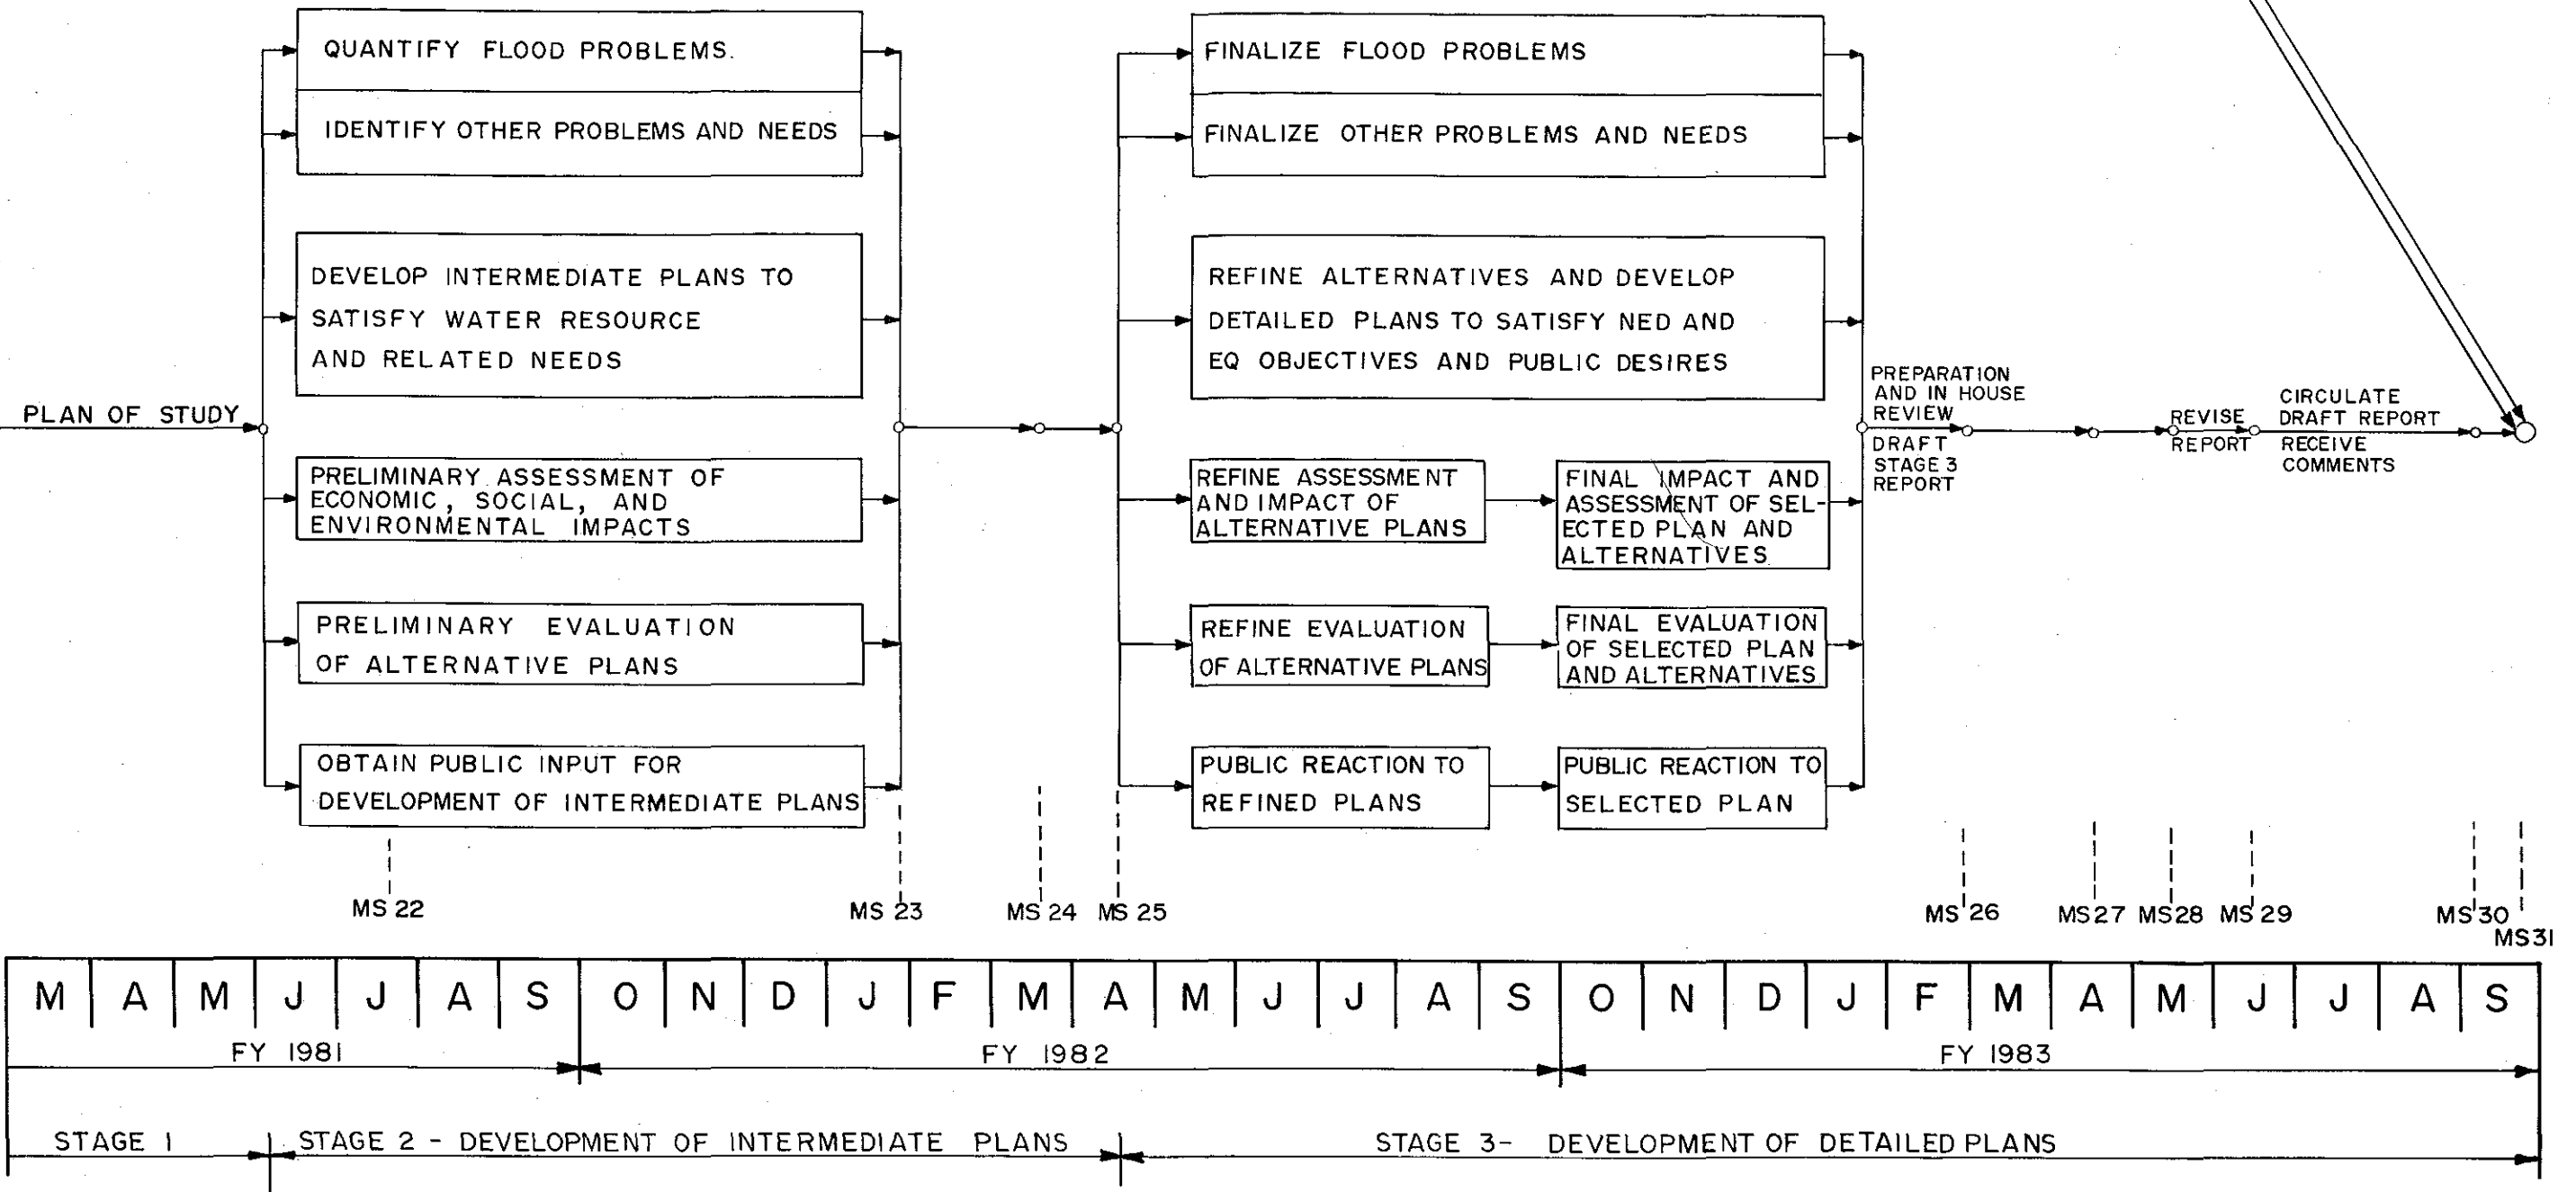 PLAN OF STUDY
QUANTIFY FLOOD PROBLEMS.
IDENTIFY OTHER PROBLEMS AND NEEDS
DEVELOP INTERMEDIATE PLANS TO
SATISFY WATER RESOURCE
AND RELATED NEEDS
PRELIMINARY ASSESSMENT OF
ECONOMIC, SOCIAL, AND
ENVIRONMENTAL IMPACTS
PRELIMINARY EVALUATION
OF ALTERNATIVE PLANS
OBTAIN PUBLIC INPUT FOR
DEVELOPMENT OF INTERMEDIATE PLANS
FINALIZE FLOOD PROBLEMS
FINALIZE OTHER PROBLEMS AND NEEDS
REFINE ALTERNATIVES AND DEVELOP
DETAILED PLANS TO SATISFY NED AND
EQ OBJECTIVES AND PUBLIC DESIRES
REFINE ASSESSMENT
AND IMPACT OF
ALTERNATIVE PLANS
FINAL IMPACT AND
ASSESSMENT OF SEL-
ECTED PLAN AND
ALTERNATIVES
REFINE EVALUATION
OF ALTERNATIVE PLANS
FINAL EVALUATION
OF SELECTED PLAN
AND ALTERNATIVES
PUBLIC REACTION TO
REFINED PLANS
PUBLIC REACTION TO
SELECTED PLAN
PREPARATION
AND IN HOUSE
REVIEW
DRAFT
STAGE 3
REPORT
REVISE
REPORT
CIRCULATE
DRAFT REPORT
RECEIVE
COMMENTS
MS 22
MS 23
MS 24
MS 25
MS 26
MS 27
MS 28
MS 29
MS 30
MS 31
M A M J J A S O N D J F M A M J J A S O N D J F M A M J J A S
FY 1981
FY 1982
FY 1983
STAGE 1
STAGE 2 - DEVELOPMENT OF INTERMEDIATE PLANS
STAGE 3- DEVELOPMENT OF DETAILED PLANS